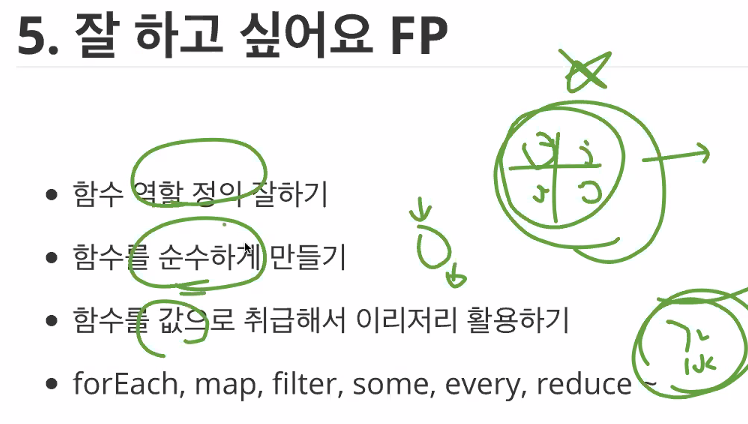 5. 잘 하고 싶어요 FP
함수 역할 정의 잘하기
함수를 순수하게 만들기
함수를 값으로 취급해서 이리저리 활용하기
forEach, map, filter, some, every, reduce ~